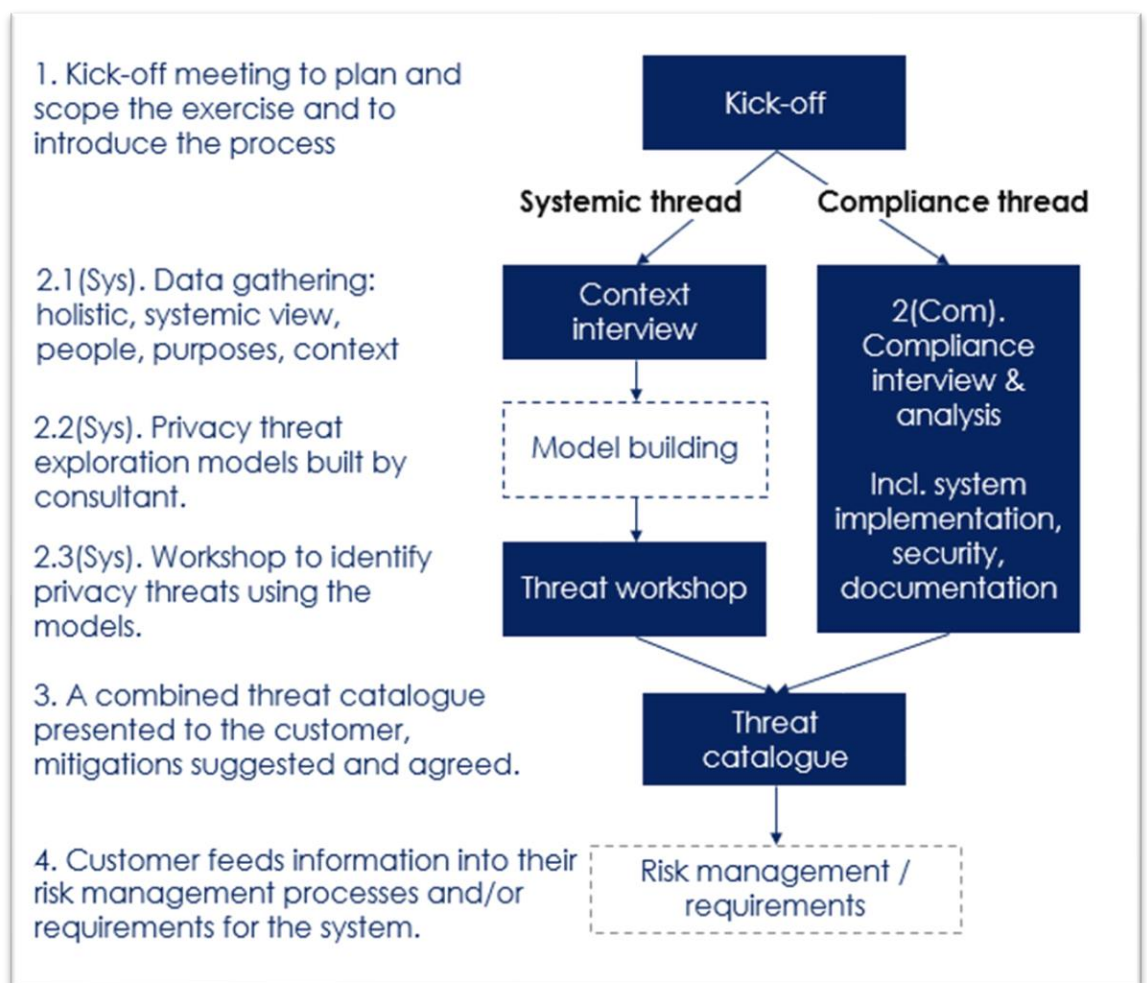 1. Kick-off meeting to plan and
scope the exercise and to
introduce the process
Kick-off
Systemic thread
Compliance thread
2.1(Sys). Data gathering:
holistic, systemic view,
people, purposes, context
Context
interview
2(Com).
Compliance
interview &
analysis
Incl. system
implementation,
security,
documentation
2.2(Sys). Privacy threat
exploration models built by
consultant.
Model building
2.3(Sys). Workshop to identify
privacy threats using the
models.
Threat workshop
3. A combined threat catalogue
presented to the customer,
mitigations suggested and agreed.
Threat
catalogue
4. Customer feeds information into their
risk management processes and/or
requirements for the system.
Risk management /
requirements